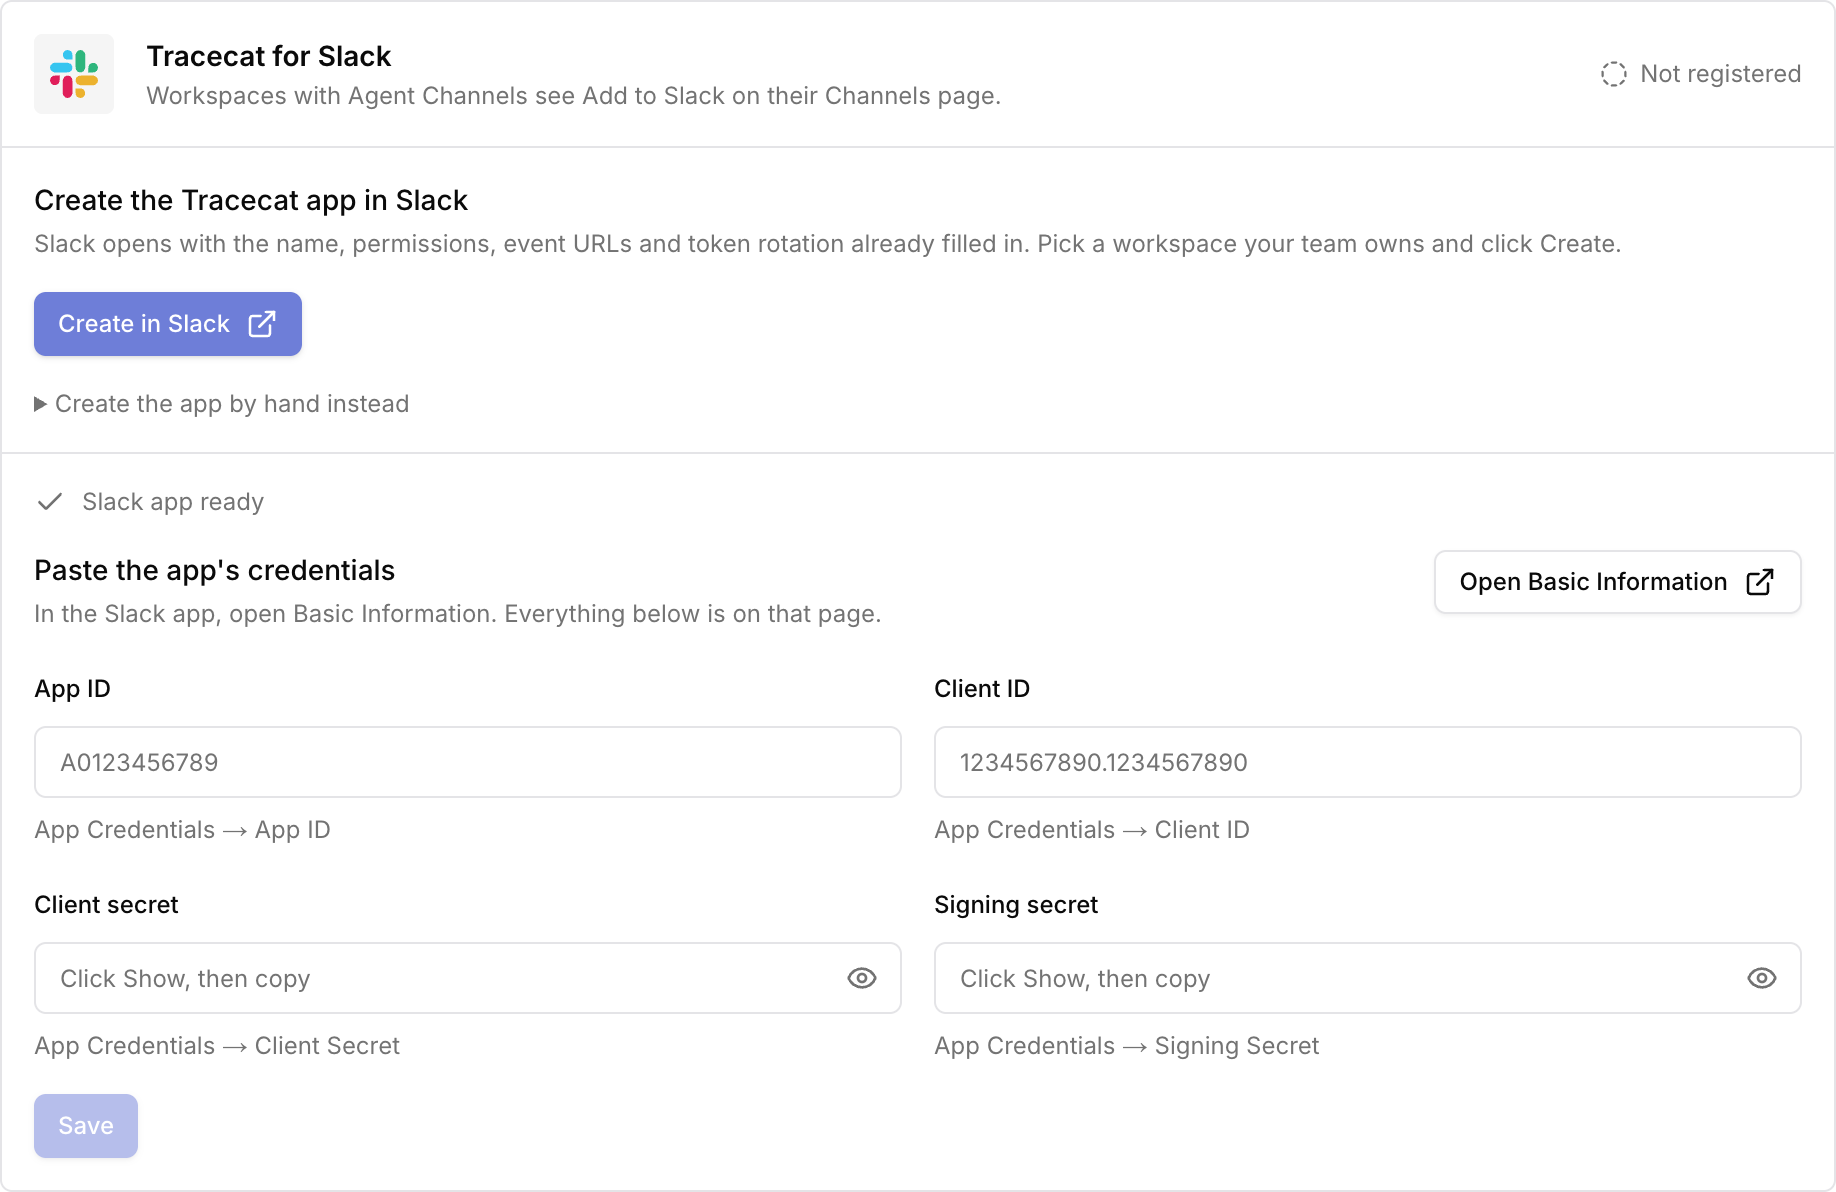 Tracecat for Slack
Workspaces with Agent Channels see Add to Slack on their Channels page.
Not registered
Create the Tracecat app in Slack
Slack opens with the name, permissions, event URLs and token rotation already filled in. Pick a workspace your team owns and click Create.
Create in Slack
Create the app by hand instead
Slack app ready
Paste the app's credentials
In the Slack app, open Basic Information. Everything below is on that page.
Open Basic Information
App ID
A0123456789
App Credentials → App ID
Client ID
1234567890.1234567890
App Credentials → Client ID
Client secret
Click Show, then copy
App Credentials → Client Secret
Signing secret
Click Show, then copy
App Credentials → Signing Secret
Save